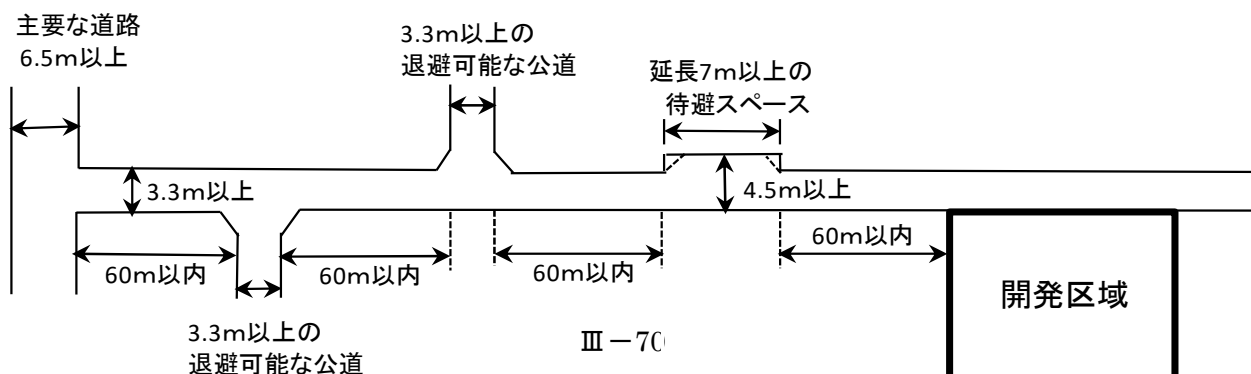 主要な道路
6.5m以上
3.3m以上の
退避可能な公道
延長7m以上の
待避スペース
3.3m以上
4.5m以上
60m以内
60m以内
60m以内
60m以内
開発区域
3.3m以上の
退避可能な公道
Ⅲ－70